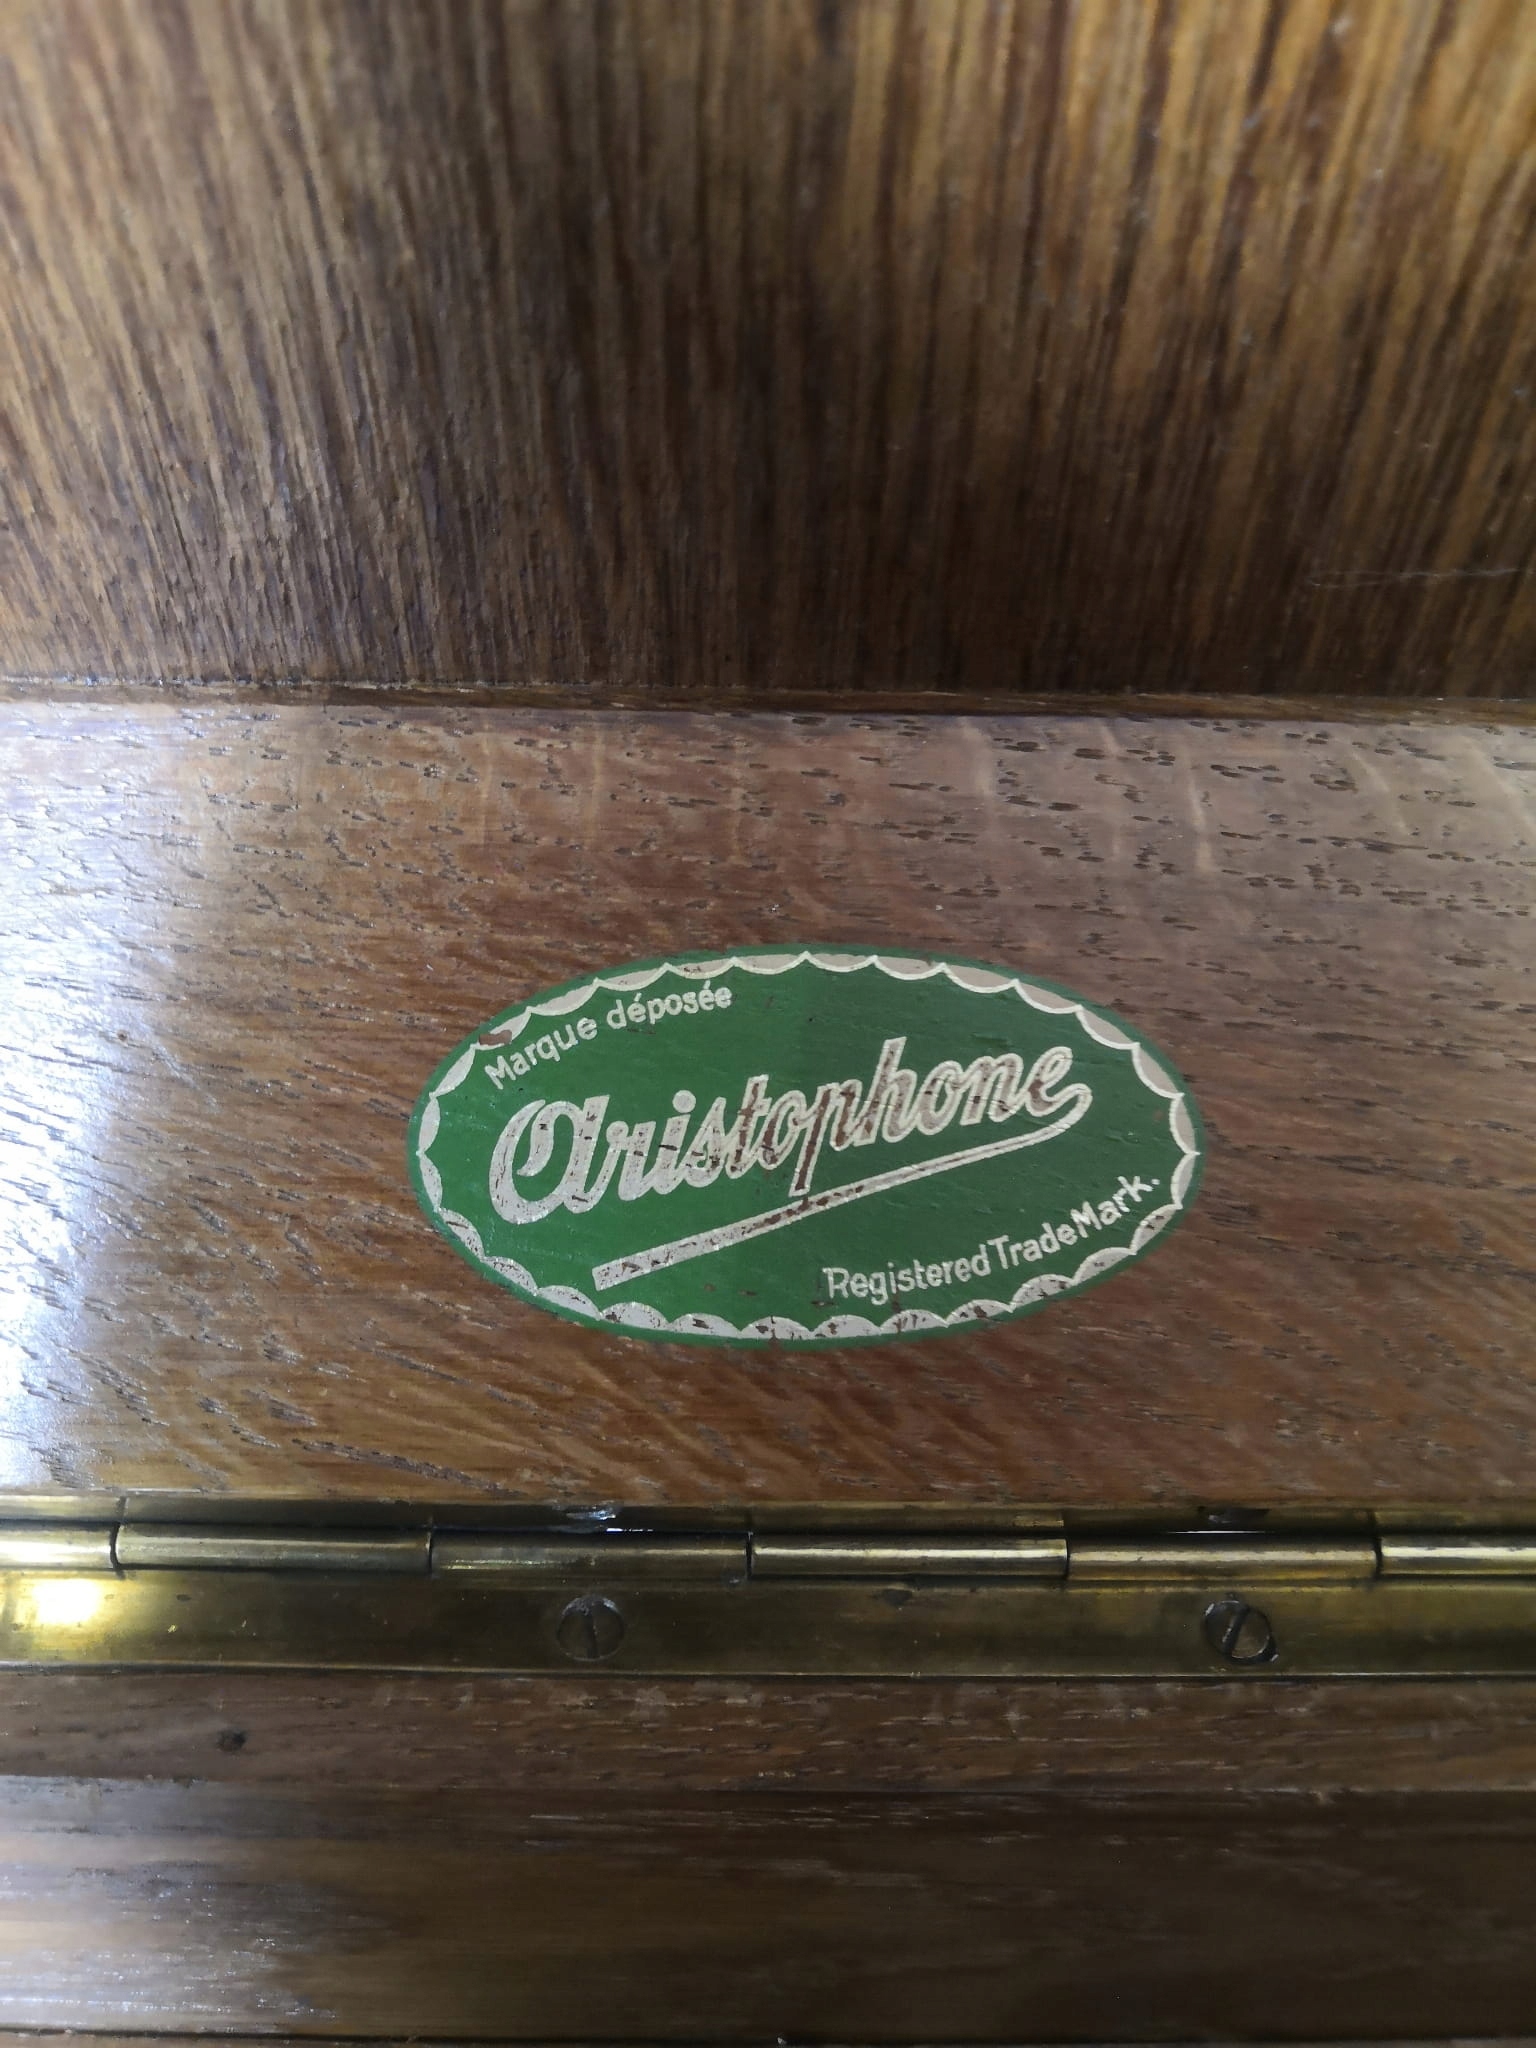 Marque déposée
Aristophone
Registered Trade Mark.